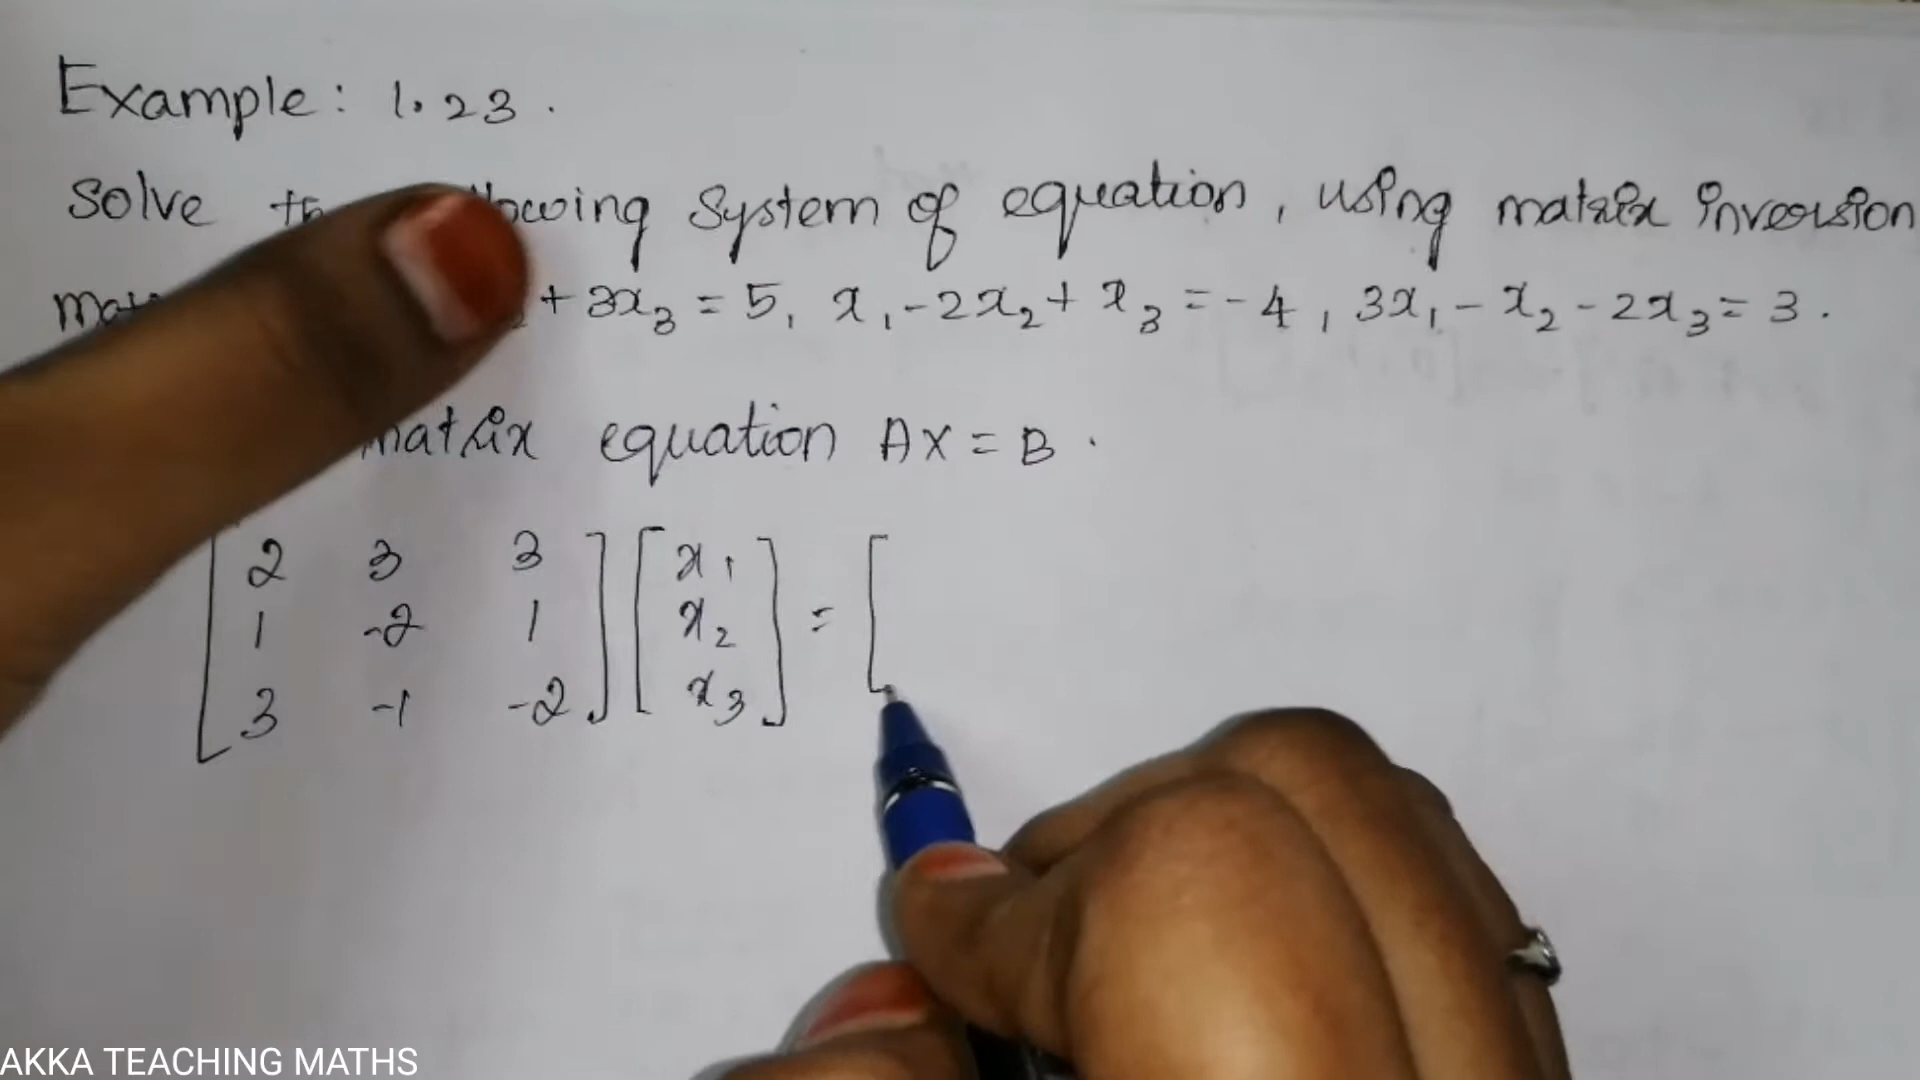 Example: 1.23.
Solve system of equation, using matrix inversion
+ 3x₃ = 5, x₁ - 2x₂ + x₃ = -4, 3x₁ - x₂ - 2x₃ = 3.
matrix equation AX = B.
[2 3 3] [x₁] = [
1 -2 1 x₂
3 -1 -2 x₃
AKKA TEACHING MATHS